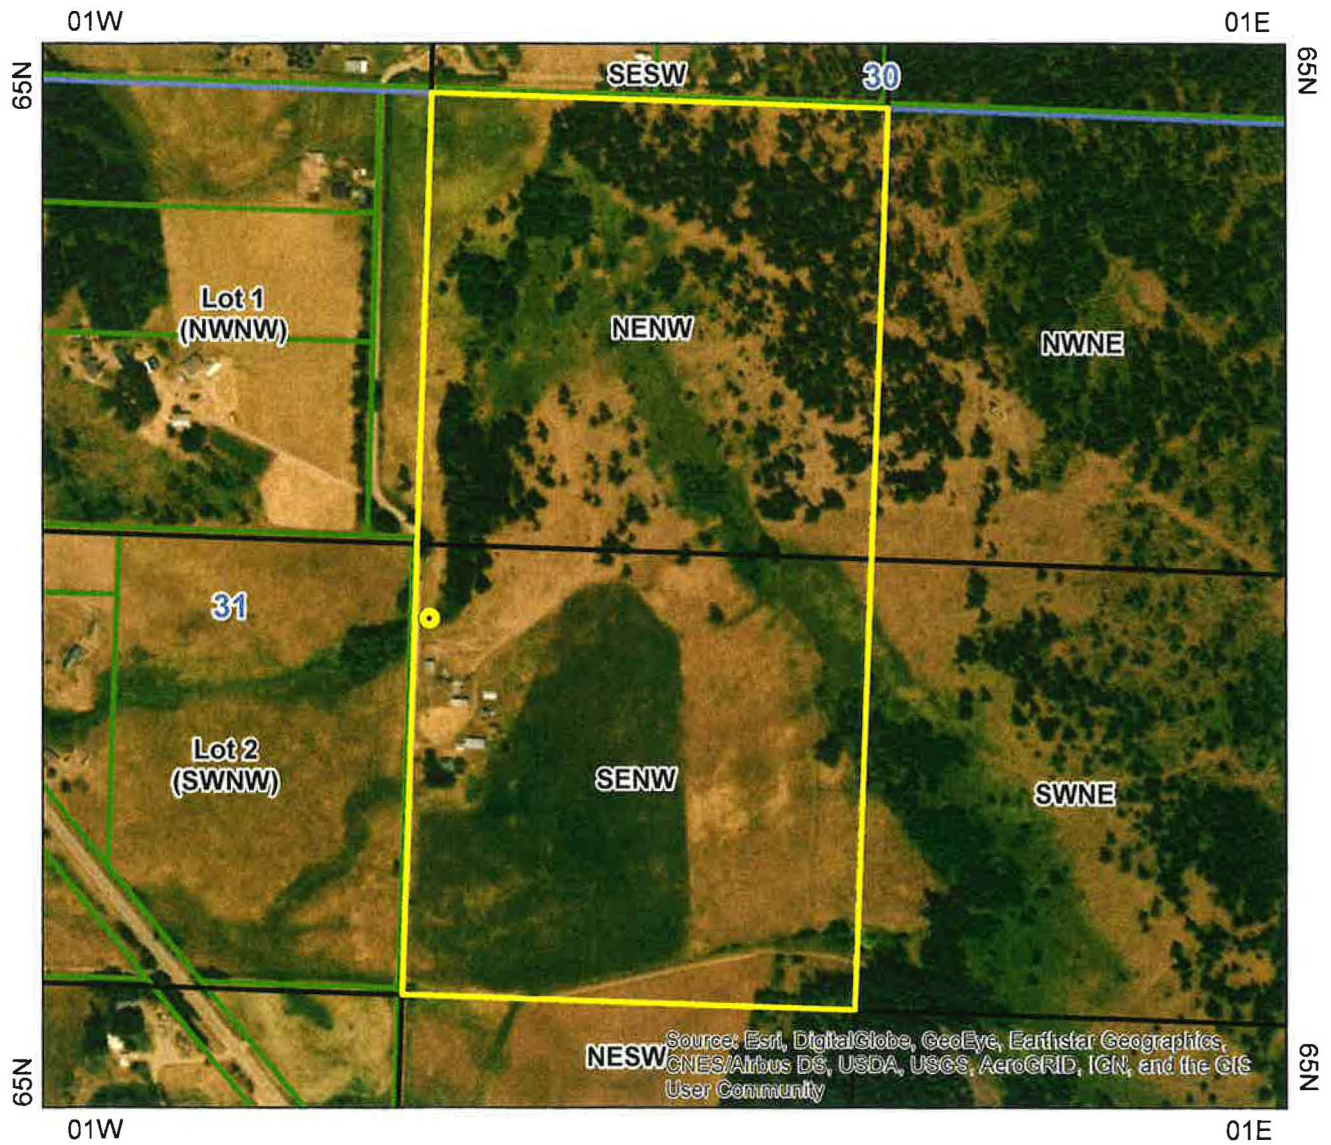 01W
01E
65N
65N
SESW
30
Lot 1
(NWNW)
NENW
NWNE
31
Lot 2
(SWNW)
SENW
SWNE
NESW
Source: Esri, DigitalGlobe, GeoEye, Earthstar Geographics,
CNES/Airbus DS, USDA, USGS, AeroGRID, IGN, and the GIS
User Community
65N
65N
01W
01E